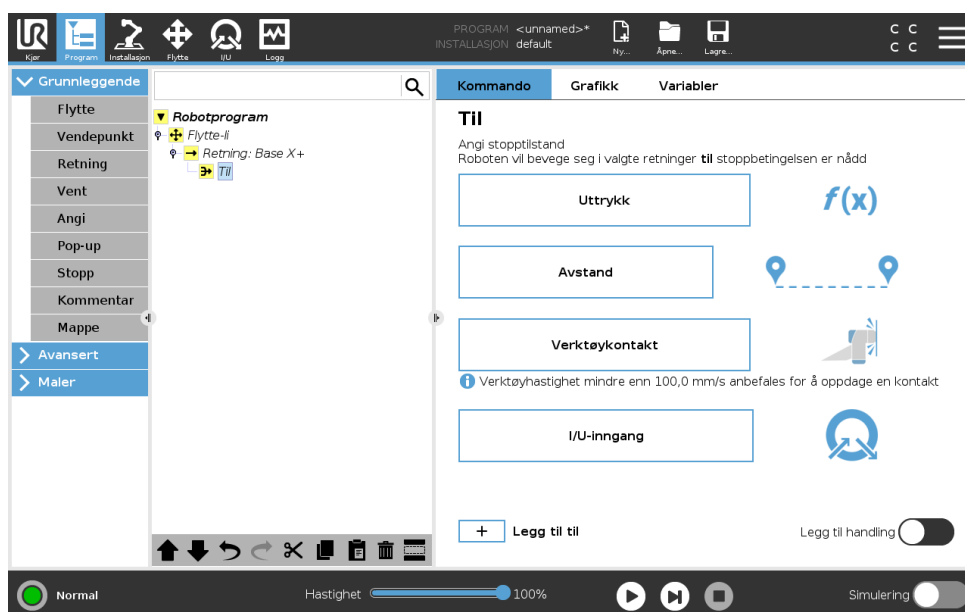 PROGRAM <unnamed>*
INSTALLASJON default
Kjør
Program
Installasjon
Flytte
I/U
Logg
Ny...
Åpne...
Lagre...
C C
C C
Grunnleggende
Flytte
Vendepunkt
Retning
Vent
Angi
Pop-up
Stopp
Kommentar
Mappe
Avansert
Maler
Robotprogram
Flytte-li
Retning: Base X+
Til
Kommando
Grafikk
Variabler
Til
Angi stopptilstand
Roboten vil bevege seg i valgte retninger til stoppbetingelsen er nådd
Uttrykk
f(x)
Avstand
Verktøykontakt
Verktøyhastighet mindre enn 100,0 mm/s anbefales for å oppdage en kontakt
I/U-inngang
+ Legg til til
Legg til handling
Normal
Hastighet
100%
Simulering